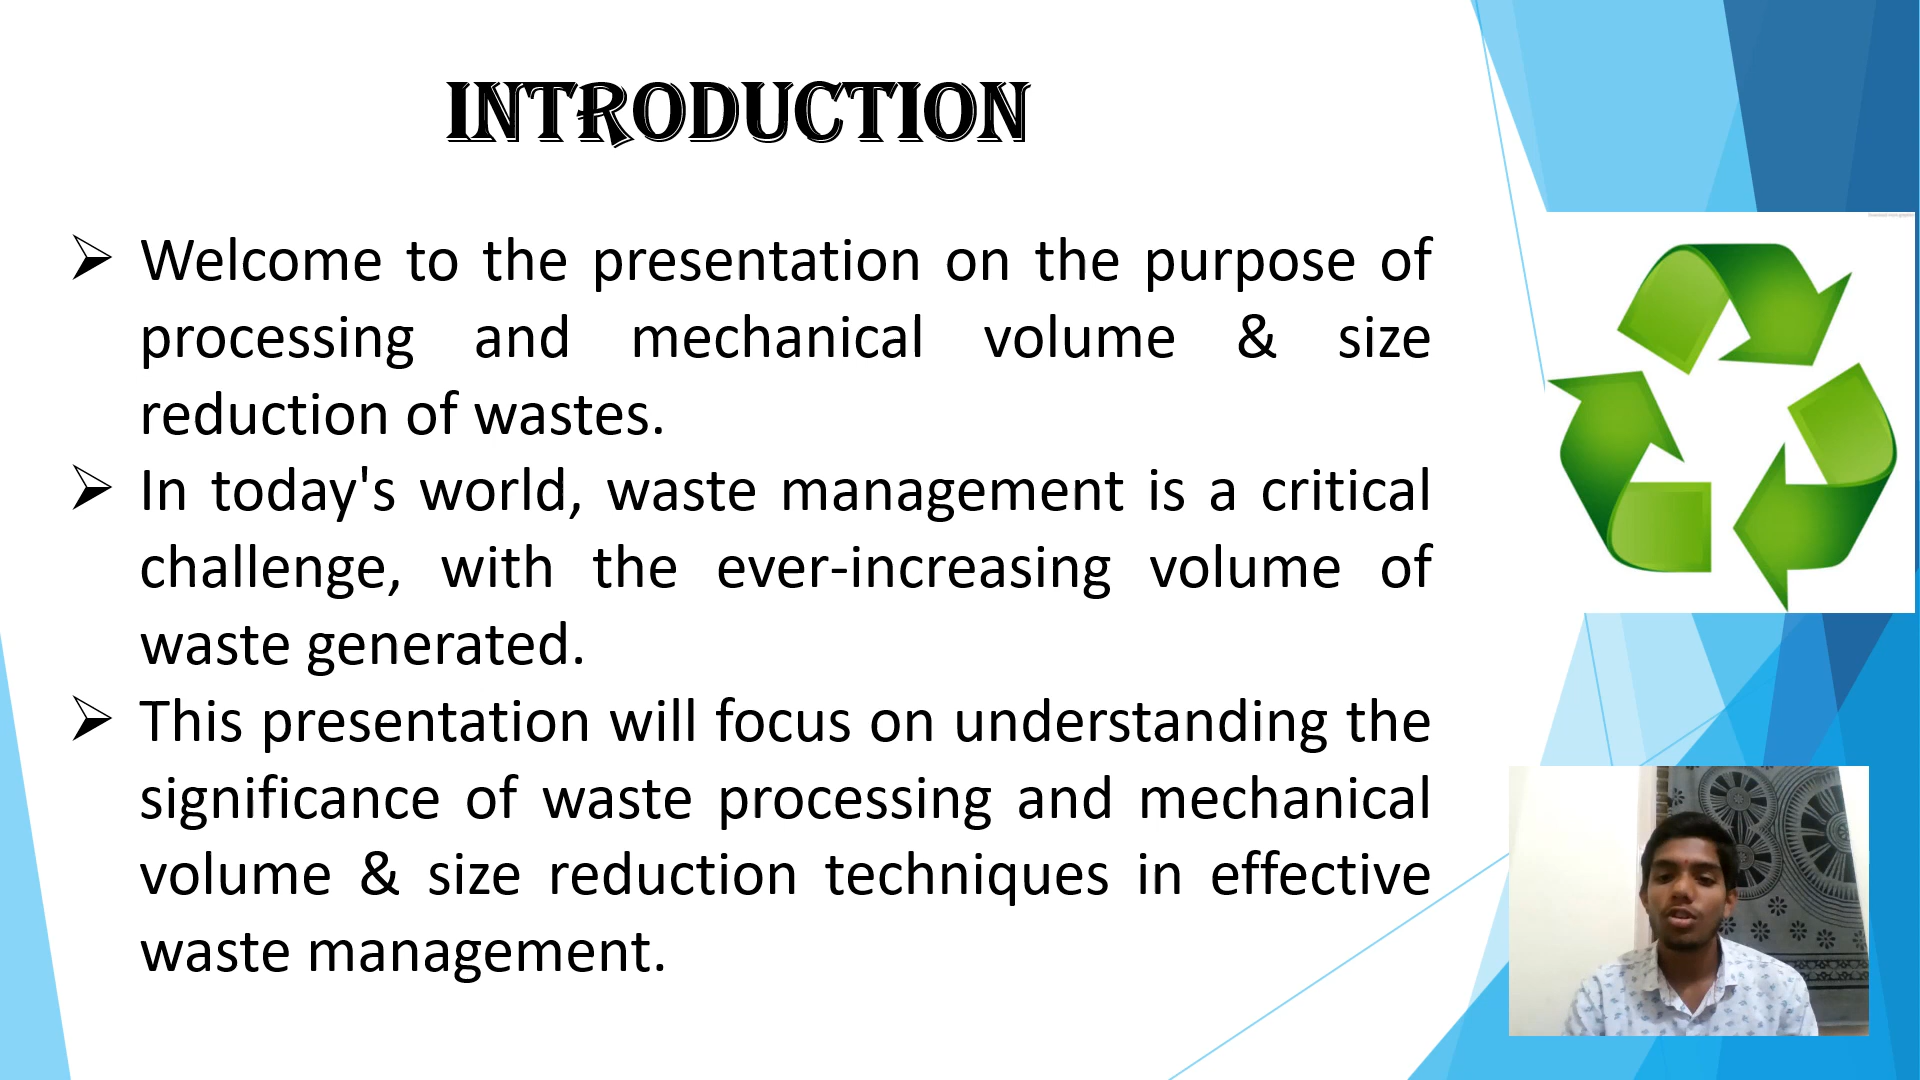 INTRODUCTION
➢ Welcome to the presentation on the purpose of
processing and mechanical volume & size
reduction of wastes.
➢ In today's world, waste management is a critical
challenge, with the ever-increasing volume of
waste generated.
➢ This presentation will focus on understanding the
significance of waste processing and mechanical
volume & size reduction techniques in effective
waste management.